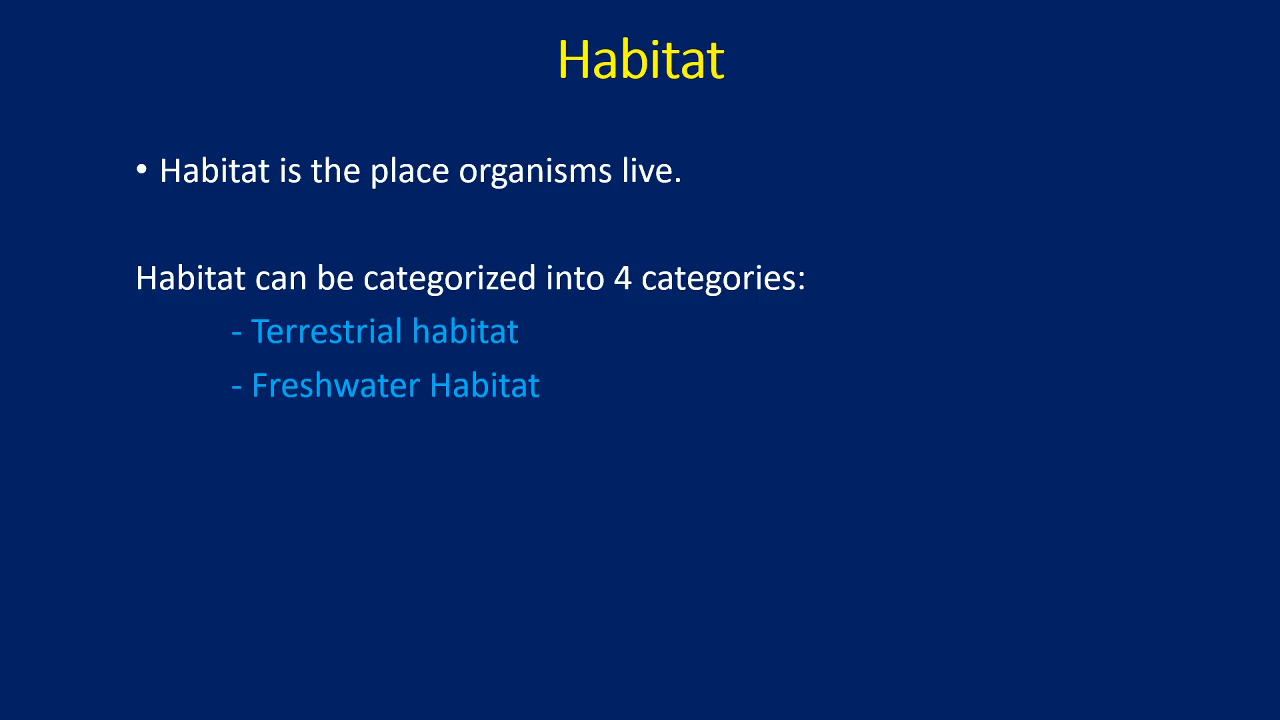 Habitat
• Habitat is the place organisms live.
Habitat can be categorized into 4 categories:
- Terrestrial habitat
- Freshwater Habitat